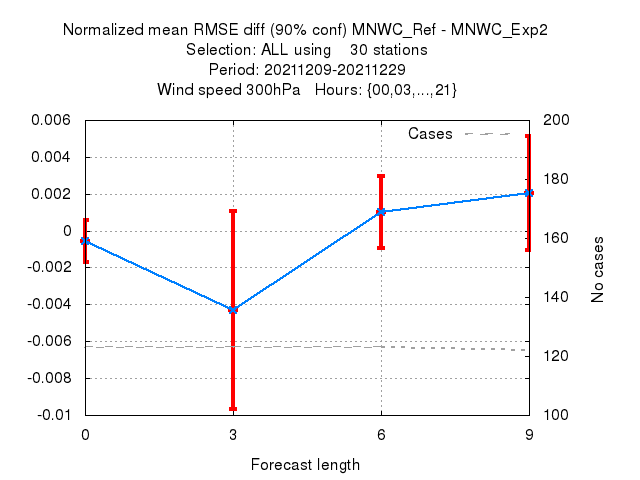 Normalized mean RMSE diff (90% conf) MNWC_Ref - MNWC_Exp2
Selection: ALL using    30 stations
Period: 20211209-20211229
Wind speed 300hPa   Hours: {00,03,...,21}
0.006
0.004
0.002
0
-0.002
-0.004
-0.006
-0.008
-0.01
Cases
200
180
160
140
120
100
No cases
0
3
6
9
Forecast length